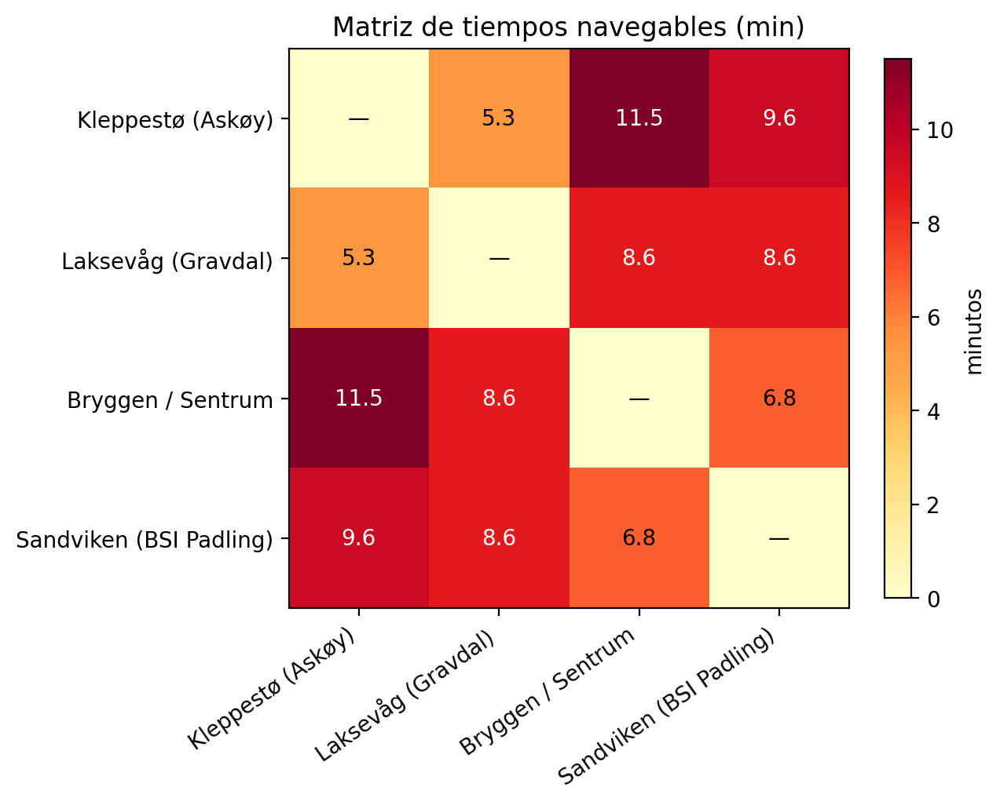 Matriz de tiempos navegables (min)
Kleppestø (Askøy)
— 5.3 11.5 9.6
Laksevåg (Gravdal)
5.3 — 8.6 8.6
Bryggen / Sentrum
11.5 8.6 — 6.8
Sandviken (BSI Padling)
9.6 8.6 6.8 —
Kleppestø (Askøy)
Laksevåg (Gravdal)
Bryggen / Sentrum
Sandviken (BSI Padling)
10
8
6
4
2
0
minutos